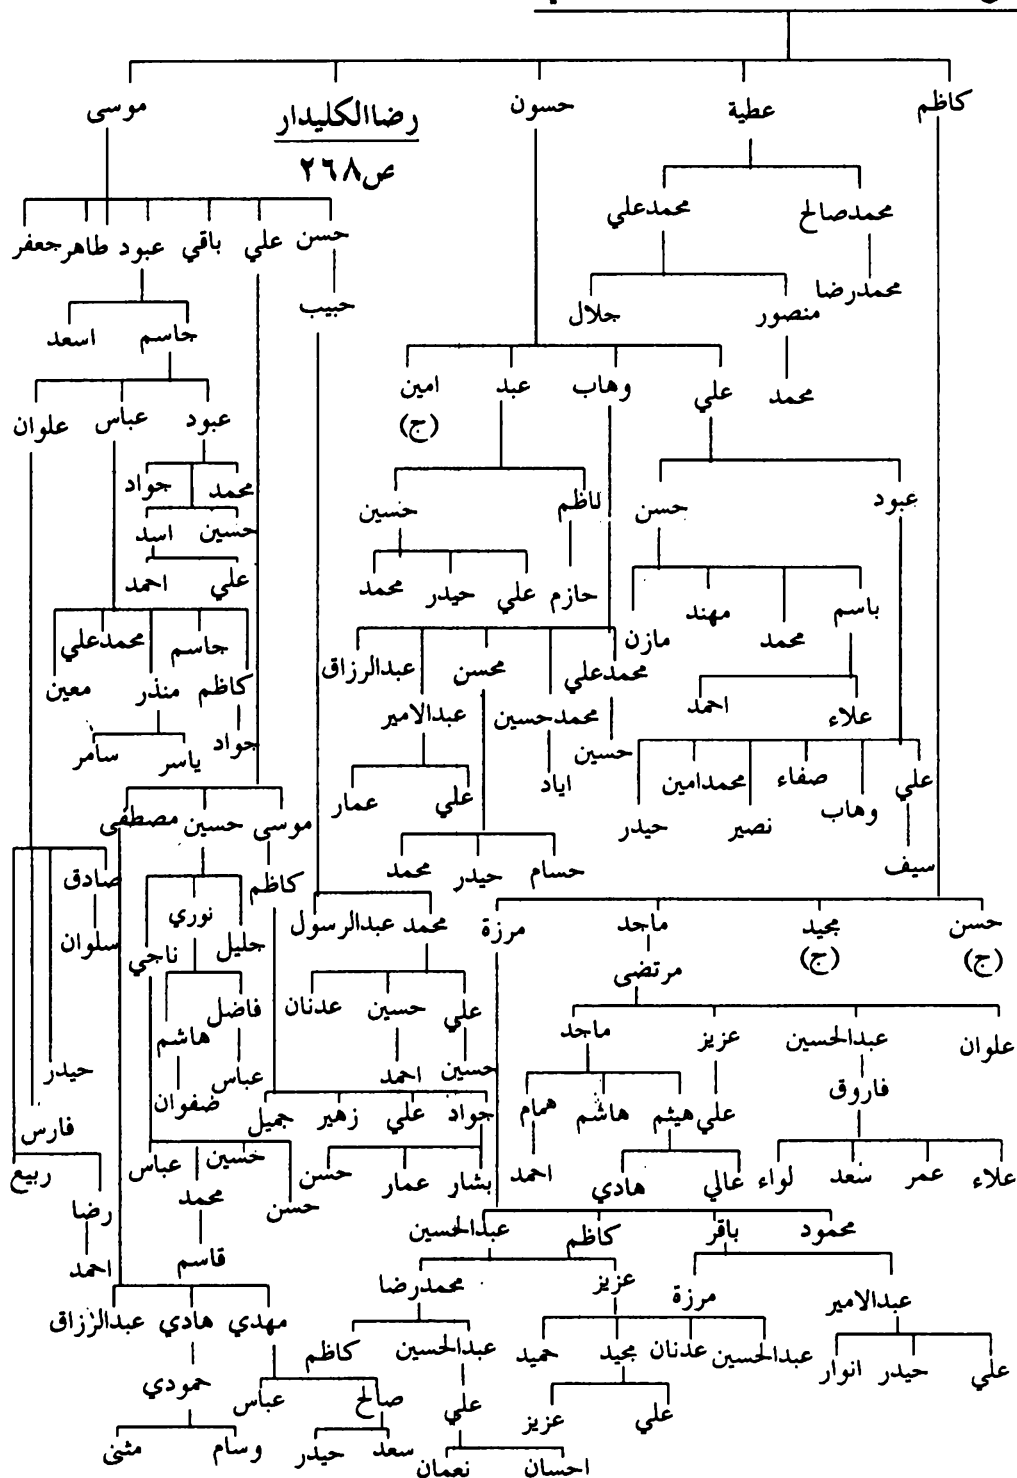 كاظم عطية حسون رضاالكليدار موسى
ص٢٦٨
محمدصالح محمدعلي
حسن علي باقي عبود طاهر جعفر
محمدرضا منصور جلال حبيب
جاسم اسعد
محمد علي وهاب عبد امين
(ج)
عبود عباس علوان
عبود حسن كاظم حسين
محمد جواد
حسين اسد
علي احمد
باسم محمد مهند مازن
حازم علي حيدر محمد
محمدعلي محمدحسين محسن عبدالامير عبدالرزاق
كاظم جاسم منذر محمدعلي معين
علاء احمد
حسين اياد
جواد ياسر سامر
علي وهاب صفاء نصير محمدامين حيدر
علي عمار
موسى حسين مصطفى
سيف
حسام حيدر محمد
كاظم
صادق
سلوان
حسن مجيد ماجد مرزة
(ج) (ج)
محمد عبدالرسول
جليل نوري ناجي
مرتضى
علوان عبدالحسين عزيز ماجد
علي حسين عدنان
فاضل هاشم
فاروق
علي هيثم هاشم همام
حسين احمد
عباس صفوان
حيدر
فارس
جواد علي زهير جميل
علاء عمر سعد لواء
عالي هادي احمد
بشار عمار حسن
حسن حسين محمد عباس
ربيع
رضا
احمد
قاسم
محمود باقر كاظم عبدالحسين
عبدالامير مرزة عزيز محمدرضا
مهدي هادي عبدالرزاق
علي حيدر انوار
عبدالحسين عدنان مجيد حميد
عبدالحسين كاظم
صالح عباس حمودي
علي عزيز علي
سعد حيدر وسام مثنى
احسان نعمان